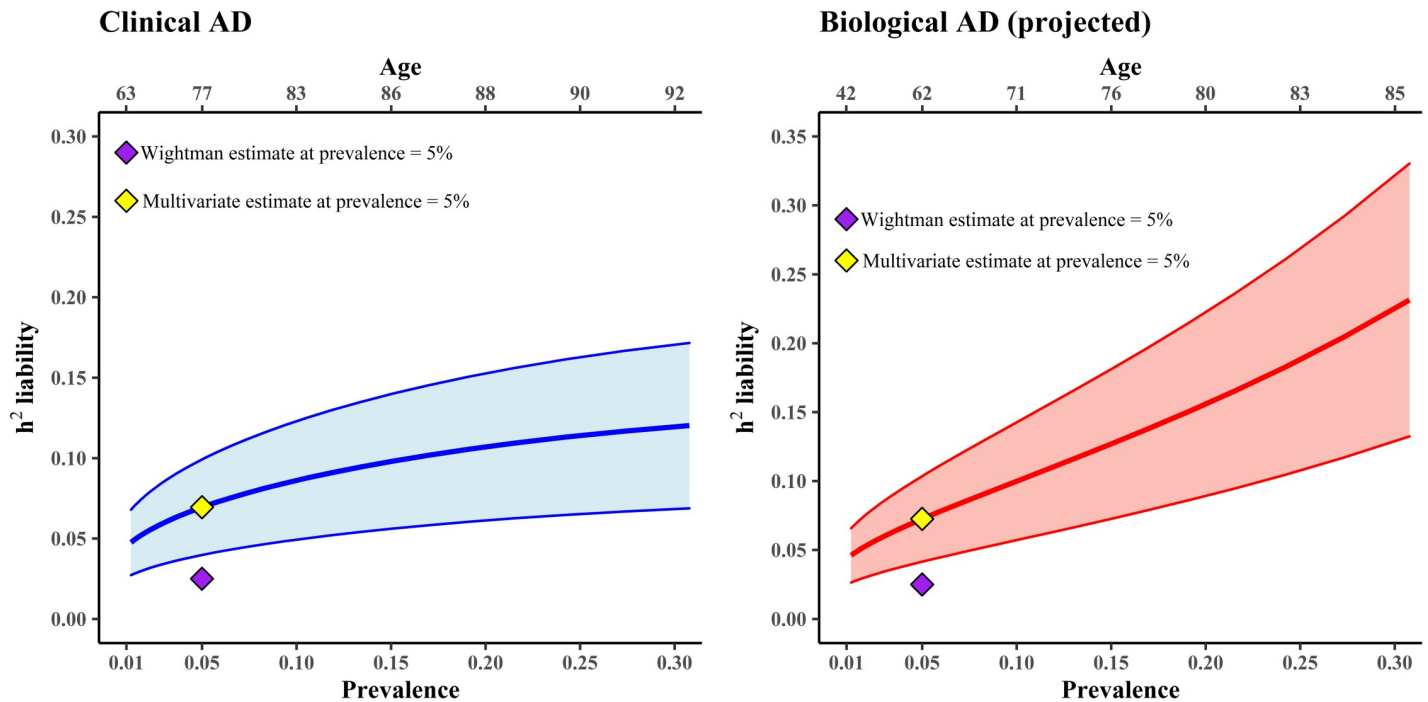 Clinical AD
Age
63 77 83 86 88 90 92
0.30
0.25
0.20
0.15
0.10
0.05
0.00
h² liability
Wightman estimate at prevalence = 5%
Multivariate estimate at prevalence = 5%
0.01 0.05 0.10 0.15 0.20 0.25 0.30
Prevalence
Biological AD (projected)
Age
42 62 71 76 80 83 85
0.35
0.30
0.25
0.20
0.15
0.10
0.05
0.00
h² liability
Wightman estimate at prevalence = 5%
Multivariate estimate at prevalence = 5%
0.01 0.05 0.10 0.15 0.20 0.25 0.30
Prevalence